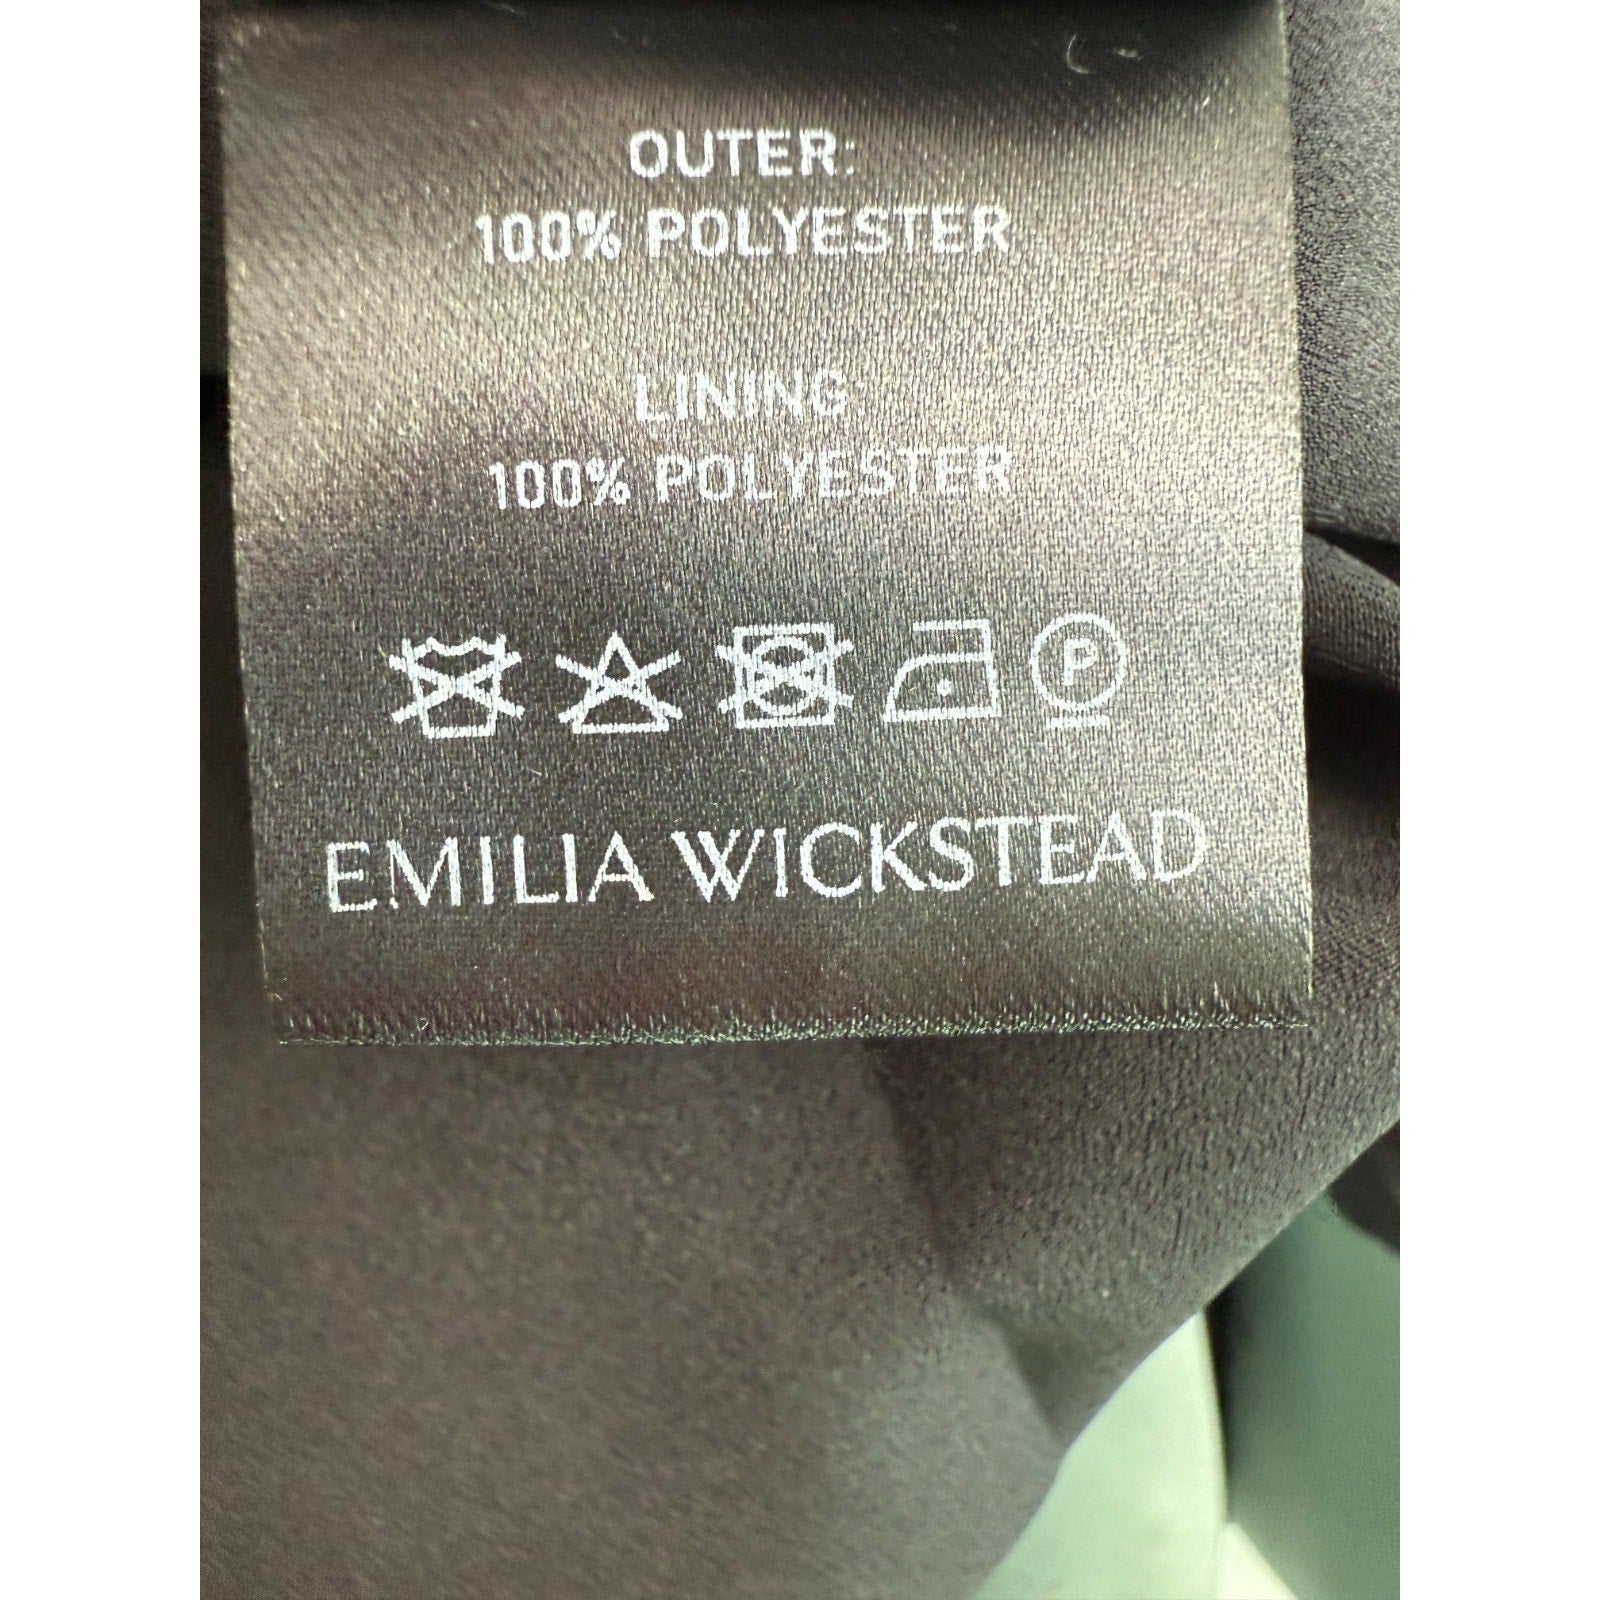 OUTER:
100% POLYESTER
LINING:
100% POLYESTER
P
EMILIA WICKSTEAD